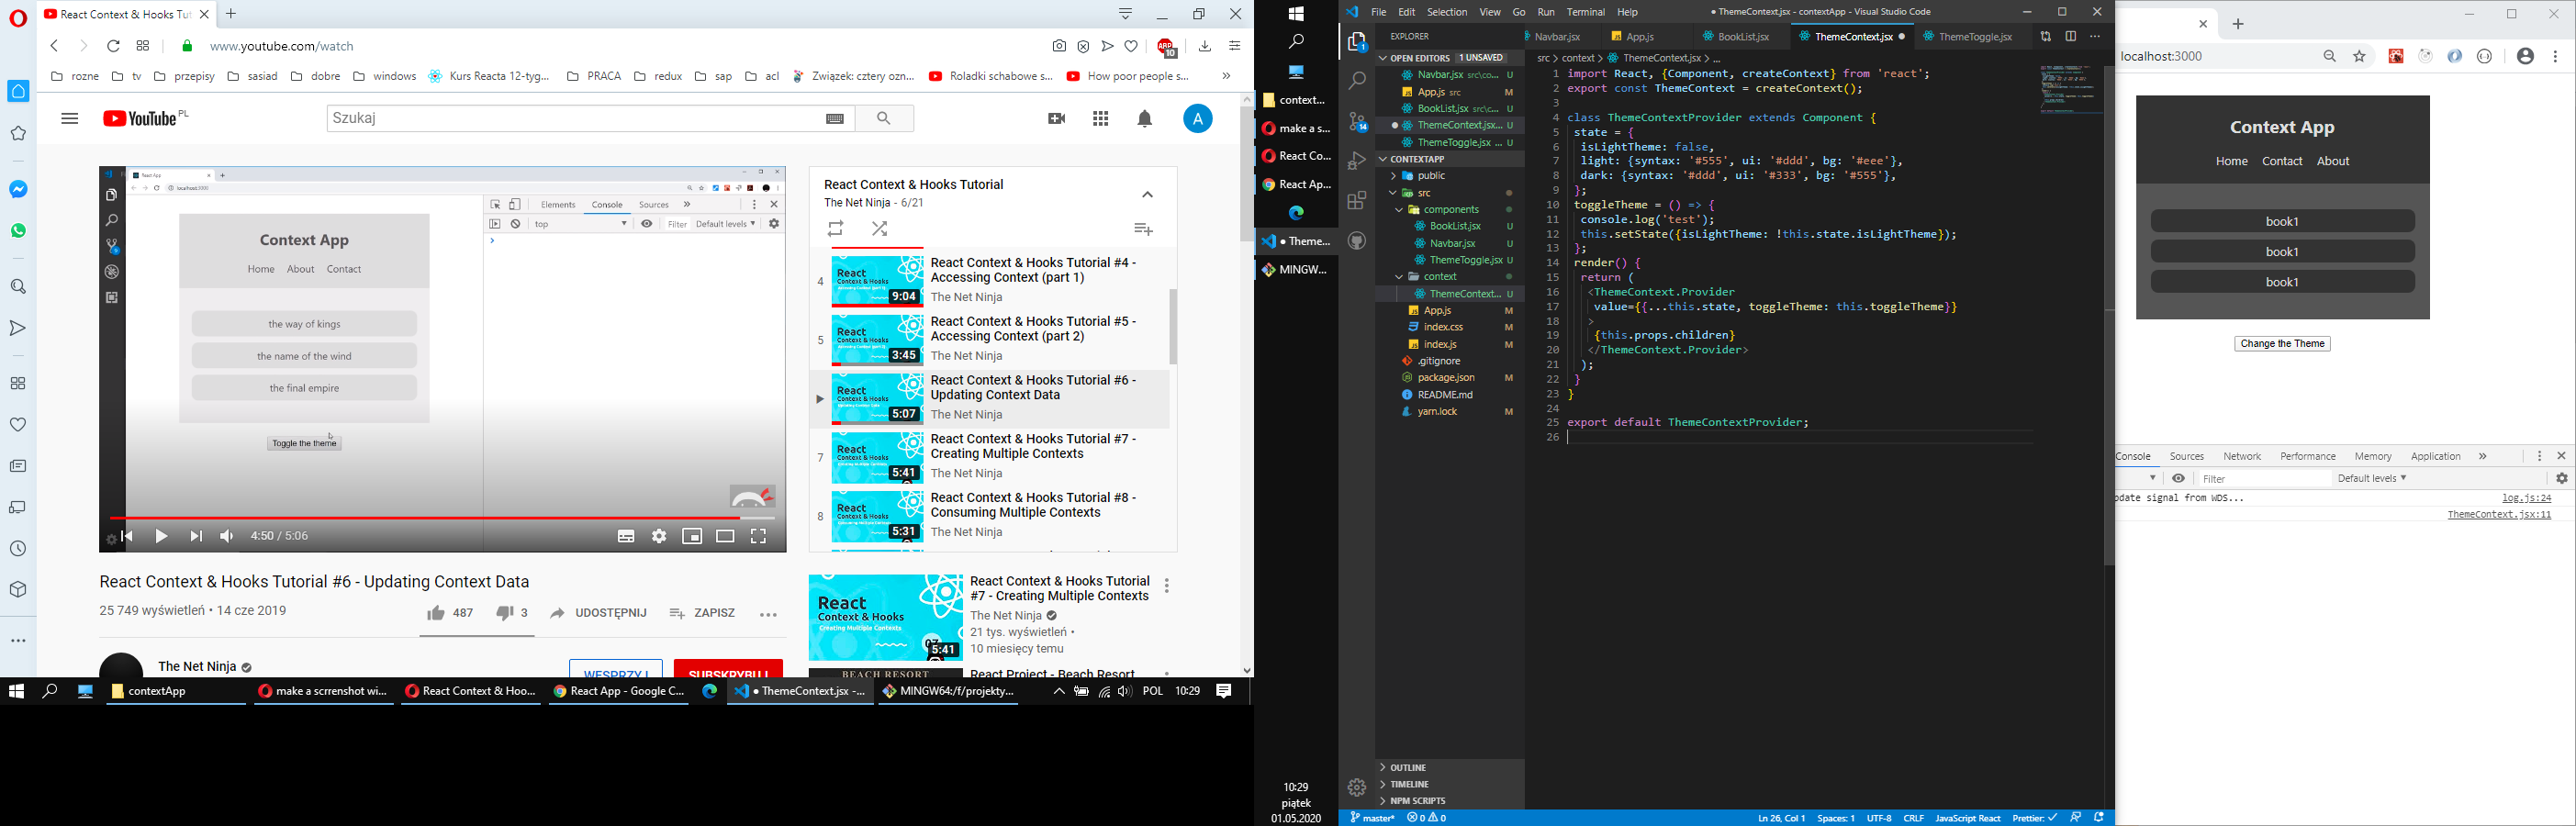 React Context & Hooks Tut
www.youtube.com/watch
rozne
tv
przepisy
sasiad
dobre
windows
Kurs Reacta 12-tyg...
PRACA
redux
sap
acl
Związek: cztery ozn...
Roladki schabowe s...
How poor people s...
YouTube PL
Szukaj
A
React App
localhost:3000
Context App
Home About Contact
the way of kings
the name of the wind
the final empire
Toggle the theme
Elements Console Sources
top
Filter Default levels
4:50 / 5:06
React Context & Hooks Tutorial #6 - Updating Context Data
25 749 wyświetleń • 14 cze 2019
487
3
UDOSTĘPNIJ
ZAPISZ
The Net Ninja
WESPRZYJ
SUBSKRYBUJ
React Context & Hooks Tutorial
The Net Ninja - 6/21
4
9:04
React Context & Hooks Tutorial #4 -
Accessing Context (part 1)
The Net Ninja
5
3:45
React Context & Hooks Tutorial #5 -
Accessing Context (part 2)
The Net Ninja
5:07
React Context & Hooks Tutorial #6 -
Updating Context Data
The Net Ninja
7
5:41
React Context & Hooks Tutorial #7 -
Creating Multiple Contexts
The Net Ninja
8
5:31
React Context & Hooks Tutorial #8 -
Consuming Multiple Contexts
The Net Ninja
React
Context & Hooks
Creating Multiple Contexts
07
5:41
React Context & Hooks Tutorial
#7 - Creating Multiple Contexts
The Net Ninja
21 tys. wyświetleń •
10 miesięcy temu
BEACH RESORT
React Project - Beach Resort
contextApp
make a scrrenshot wi...
React Context & Hoo...
React App - Google C...
● ThemeContext.jsx -...
MINGW64:/f/projekty...
POL
10:29
context...
make a s...
React Co...
React Ap...
● Theme...
MINGW...
10:29
piątek
01.05.2020
File Edit Selection View Go Run Terminal Help
● ThemeContext.jsx - contextApp - Visual Studio Code
EXPLORER
OPEN EDITORS 1 UNSAVED
Navbar.jsx src\co... U
App.js src M
BookList.jsx src\c... U
ThemeContext.jsx... U
ThemeToggle.jsx ... U
CONTEXTAPP
public
src
components
BookList.jsx U
Navbar.jsx U
ThemeToggle.jsx U
context
ThemeContext... U
App.js M
index.css M
index.js M
.gitignore
package.json M
README.md
yarn.lock M
OUTLINE
TIMELINE
NPM SCRIPTS
Navbar.jsx App.js BookList.jsx ThemeContext.jsx ● ThemeToggle.jsx
src > context > ThemeContext.jsx > ...
1 import React, {Component, createContext} from 'react';
2 export const ThemeContext = createContext();
3
4 class ThemeContextProvider extends Component {
5 state = {
6 isLightTheme: false,
7 light: {syntax: '#555', ui: '#ddd', bg: '#eee'},
8 dark: {syntax: '#ddd', ui: '#333', bg: '#555'},
9 };
10 toggleTheme = () => {
11 console.log('test');
12 this.setState({isLightTheme: !this.state.isLightTheme});
13 };
14 render() {
15 return (
16 <ThemeContext.Provider
17 value={{...this.state, toggleTheme: this.toggleTheme}}
18 >
19 {this.props.children}
20 </ThemeContext.Provider>
21 );
22 }
23 }
24
25 export default ThemeContextProvider;
26
master* 0 0
Ln 26, Col 1 Spaces: 1 UTF-8 CRLF JavaScript React Prettier: ✓
localhost:3000
Context App
Home Contact About
book1
book1
book1
Change the Theme
Console Sources Network Performance Memory Application
Filter Default levels
pdate signal from WDS... log.js:24
ThemeContext.jsx:11